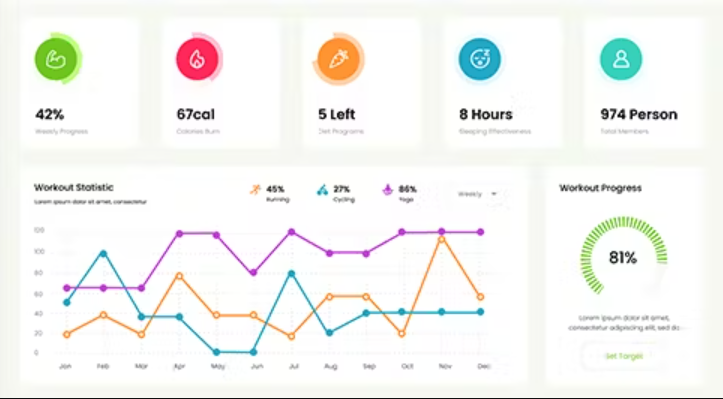 42%
67cal
5 Left
8 Hours
974 Person
Weekly Progress
Calories Burn
Diet Programs
Sleeping Effectiveness
Total Members
Workout Statistic
Lorem ipsum dolor sit amet, consectetur
45%
Running
27%
Cycling
86%
Yoga
Weekly
100
80
60
40
20
0
Jan Feb Mar Apr May Jun Jul Aug Sep Oct Nov Dec
Workout Progress
81%
Lorem ipsum dolor sit amet,
consectetur adipiscing elit, sed do
Set Target